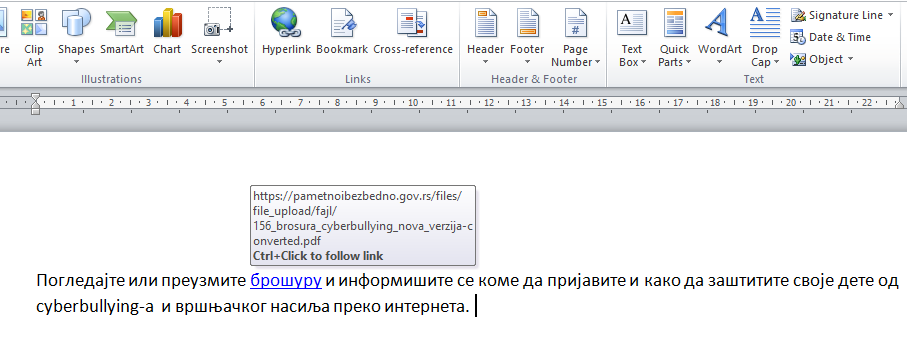 re Clip Art Shapes SmartArt Chart Screenshot Hyperlink Bookmark Cross-reference Header Footer Page Number Text Box Quick Parts WordArt Drop Cap Signature Line
Date & Time
Object
Illustrations Links Header & Footer Text
1 2 3 4 5 6 7 8 9 10 11 12 13 14 15 16 17 18 19 20 21 22
https://pametnoibezbedno.gov.rs/files/
file_upload/fajl/
156_brosura_cyberbullying_nova_verzija-c
onverted.pdf
Ctrl+Click to follow link
Погледајте или преузмите брошуру и информишите се коме да пријавите и како да заштитите своје дете од
cyberbullying-а и вршњачког насиља преко интернета.